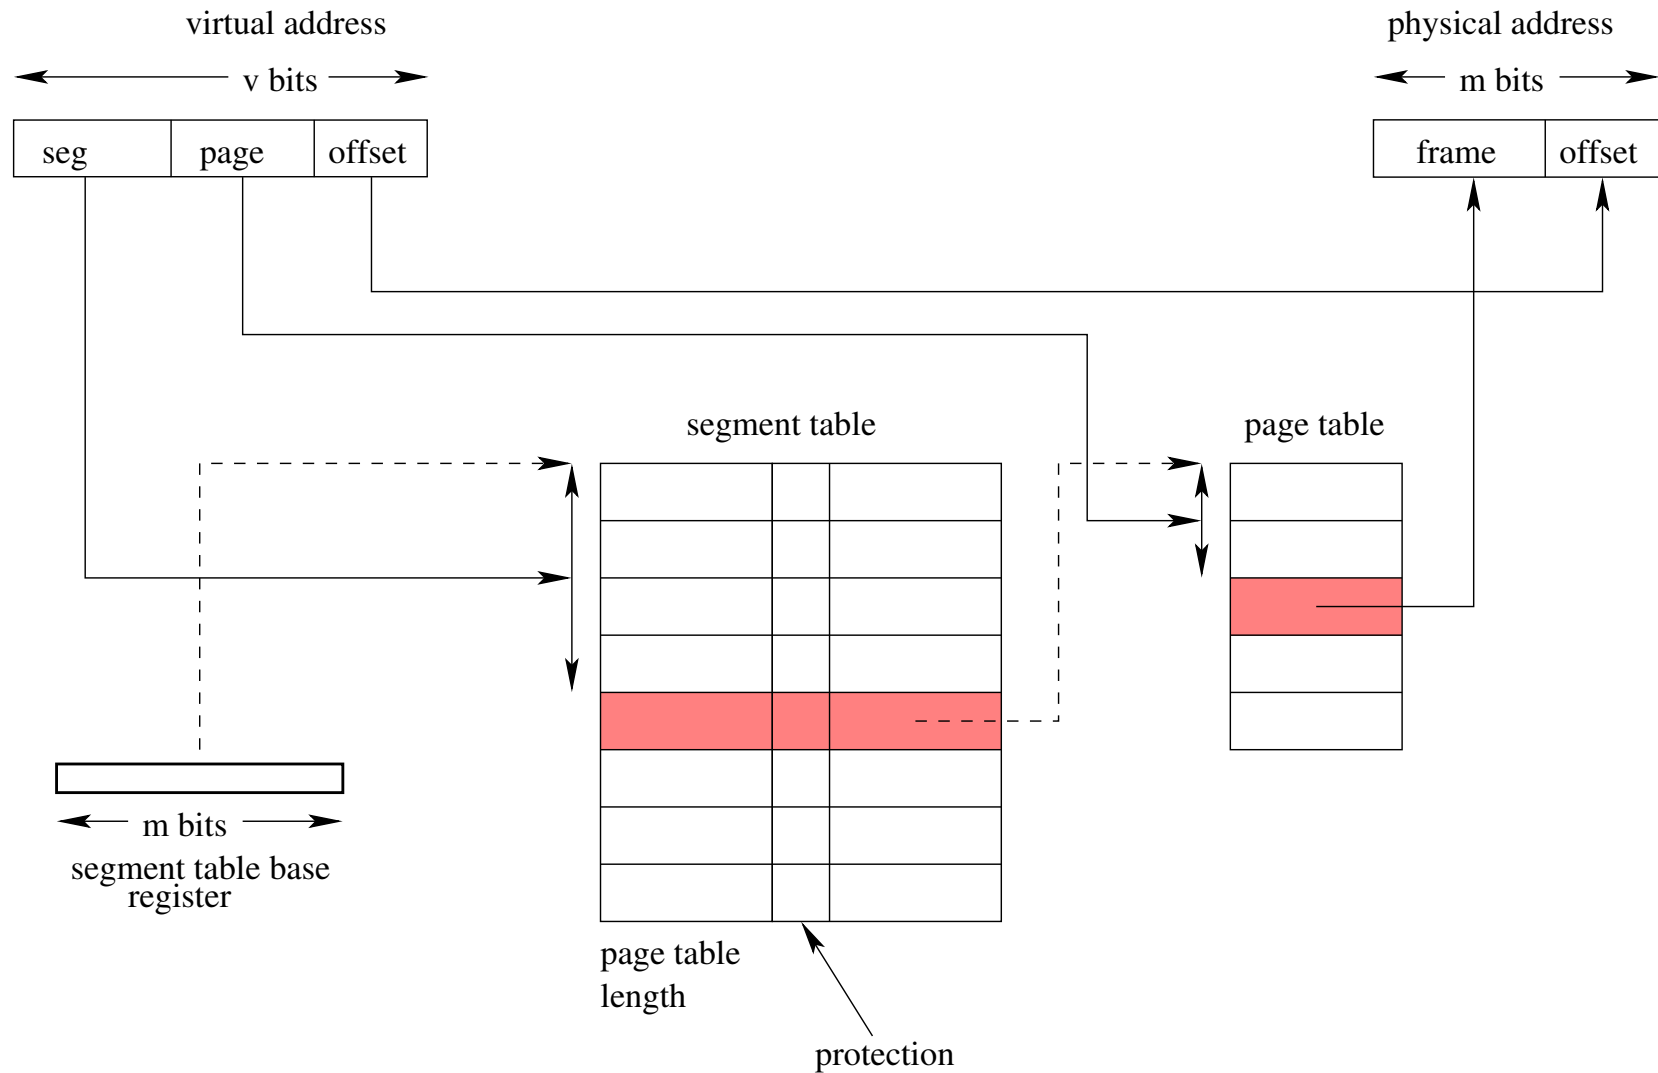 virtual address
physical address
v bits
m bits
seg
page
offset
frame
offset
segment table
page table
m bits
segment table base
register
page table
length
protection